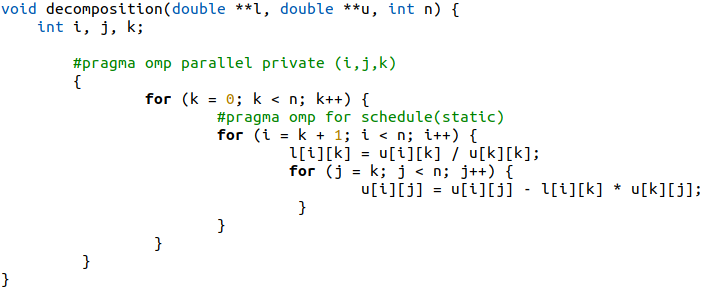 void decomposition(double **l, double **u, int n) {
    int i, j, k;

        #pragma omp parallel private (i,j,k)
        {
                for (k = 0; k < n; k++) {
                        #pragma omp for schedule(static)
                        for (i = k + 1; i < n; i++) {
                                l[i][k] = u[i][k] / u[k][k];
                                for (j = k; j < n; j++) {
                                        u[i][j] = u[i][j] - l[i][k] * u[k][j];
                                 }
                        }
                 }
         }
}